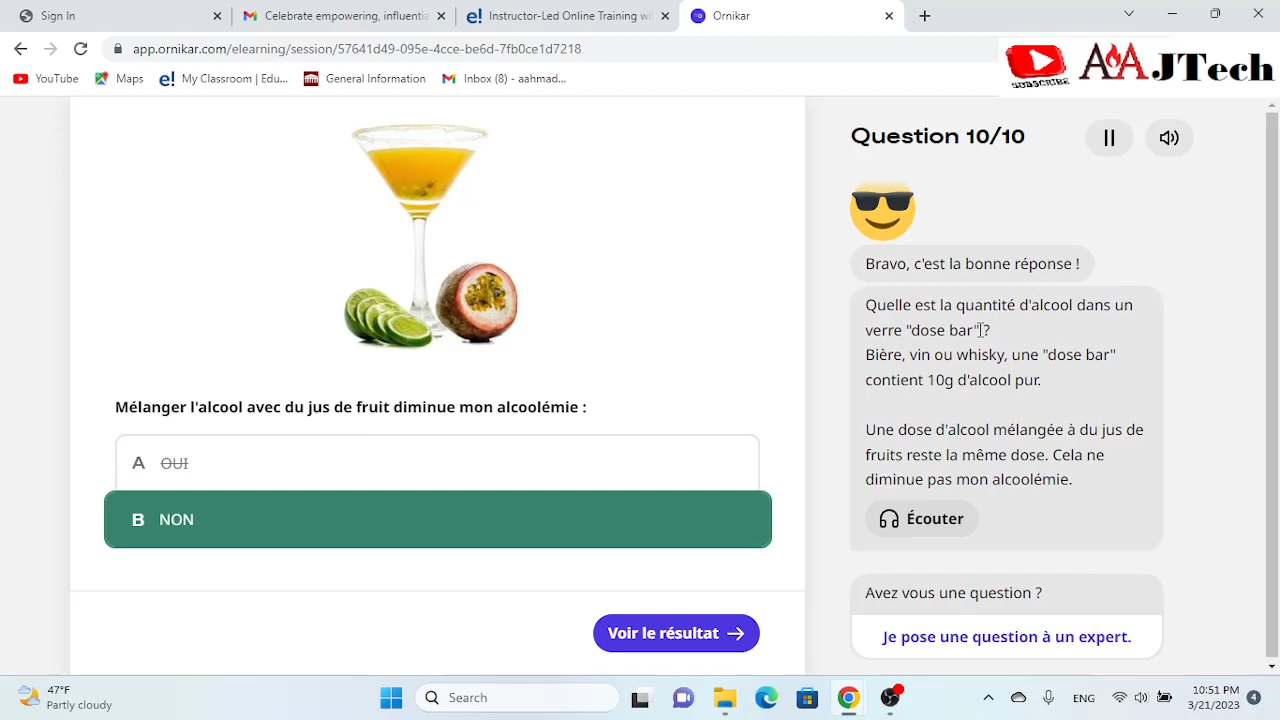 Sign In
Celebrate empowering, influenti
Instructor-Led Online Training wi
Ornikar
app.ornikar.com/elearning/session/57641d49-095e-4cce-be6d-7fb0ce1d7218
YouTube
Maps
e! My Classroom | Edu...
General Information
Inbox (8) - aahmad...
SUBSCRIBE
AAJTech
Question 10/10
Bravo, c'est la bonne réponse !
Quelle est la quantité d'alcool dans un
verre "dose bar" ?
Bière, vin ou whisky, une "dose bar"
contient 10g d'alcool pur.
Une dose d'alcool mélangée à du jus de
fruits reste la même dose. Cela ne
diminue pas mon alcoolémie.
Écouter
Avez vous une question ?
Je pose une question à un expert.
Mélanger l'alcool avec du jus de fruit diminue mon alcoolémie :
A OUI
B NON
Voir le résultat
47°F
Partly cloudy
Search
ENG
10:51 PM
3/21/2023
4